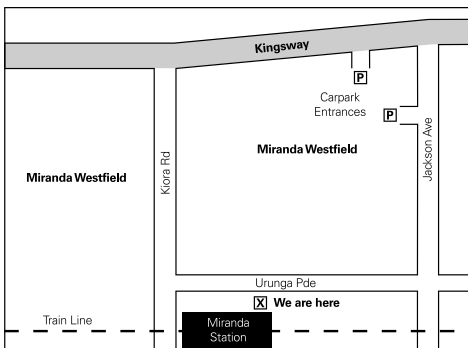 Kingsway
P
Carpark
Entrances
P
Miranda Westfield
Miranda Westfield
Kiora Rd
Jackson Ave
Urunga Pde
X We are here
Train Line
Miranda
Station